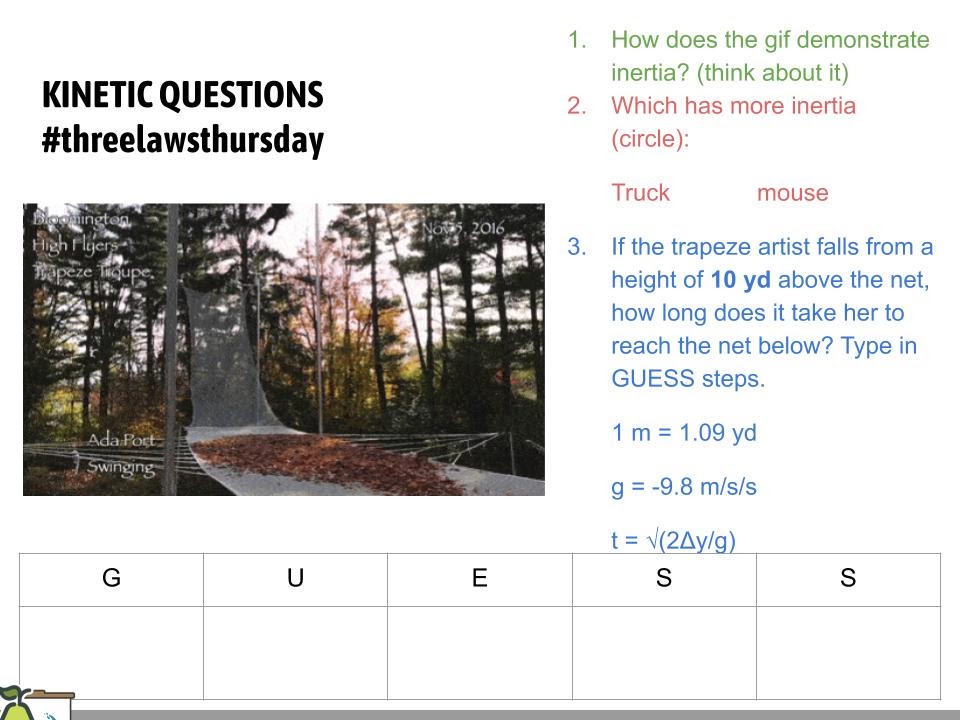 KINETIC QUESTIONS
#threelawsthursday
Bloomington
High Flyers
Trapeze Troupe
Nov 5, 2016
Ada Port
Swinging
1. How does the gif demonstrate
inertia? (think about it)
2. Which has more inertia
(circle):
Truck mouse
3. If the trapeze artist falls from a
height of 10 yd above the net,
how long does it take her to
reach the net below? Type in
GUESS steps.
1 m = 1.09 yd
g = -9.8 m/s/s
t = √(2Δy/g)
G U E S S